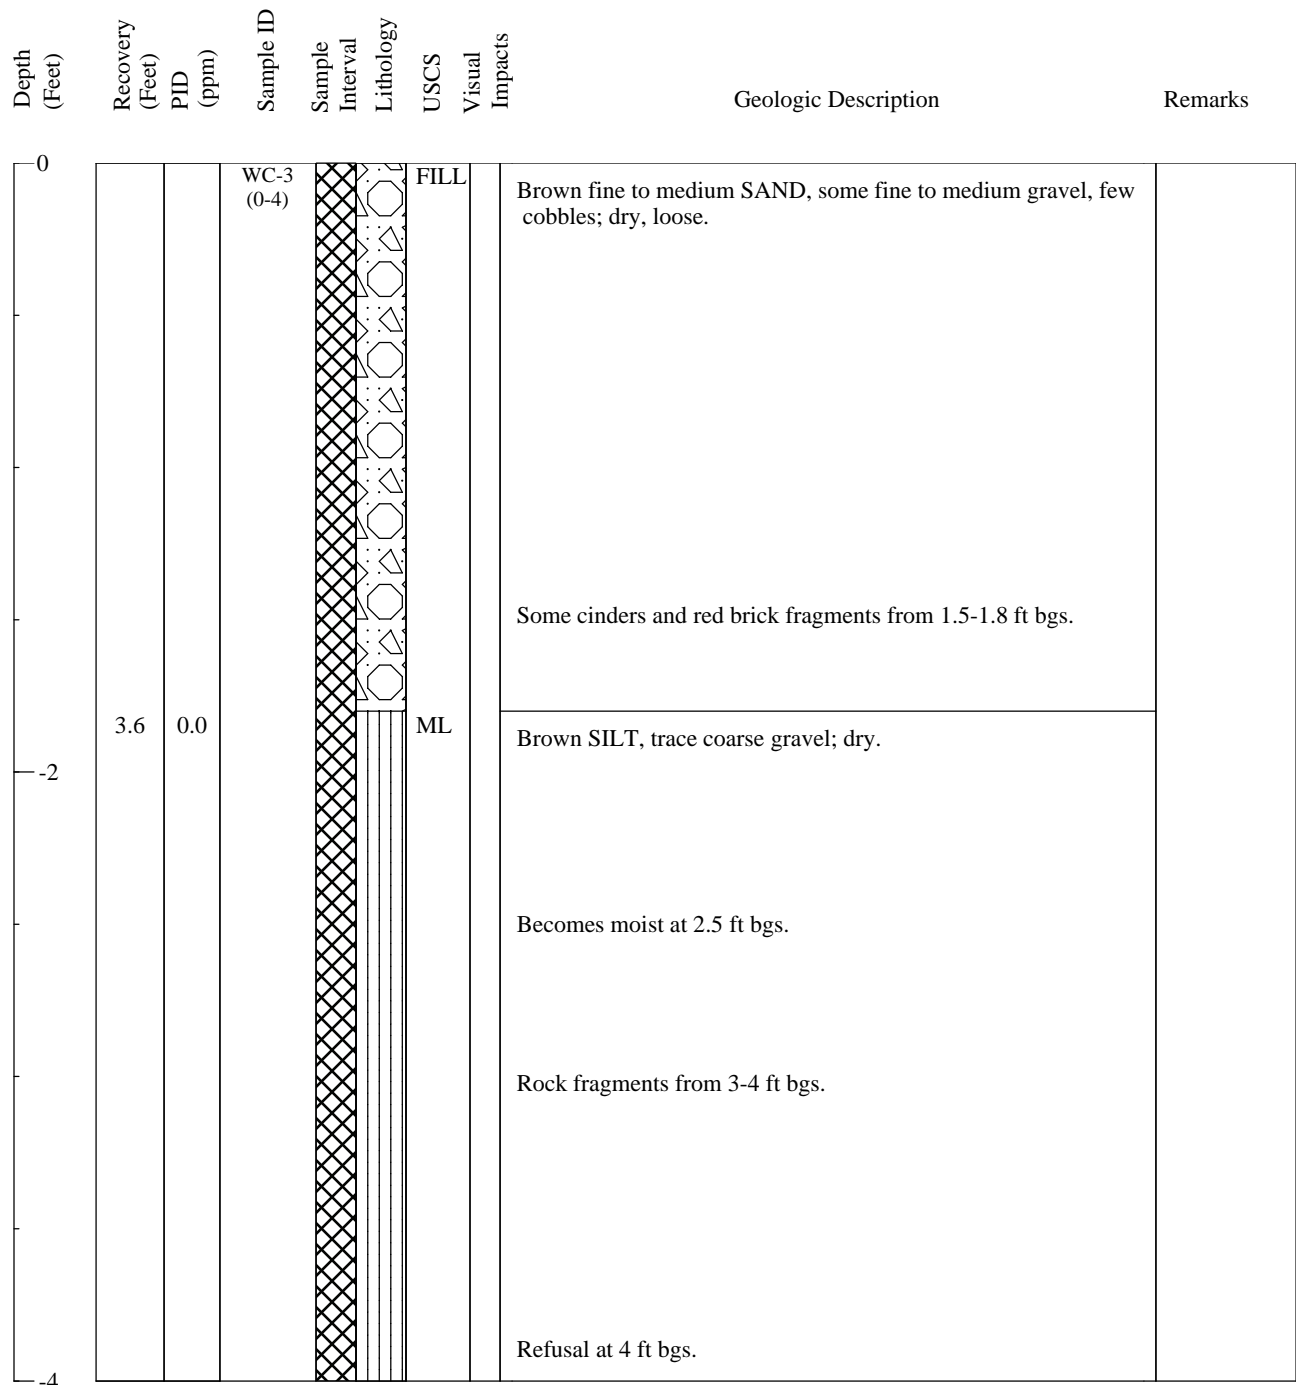 Depth
(Feet)
Recovery
(Feet)
PID
(ppm)
Sample ID
Sample
Interval
Lithology
USCS
Visual
Impacts
Geologic Description
Remarks
0
WC-3
(0-4)
FILL
Brown fine to medium SAND, some fine to medium gravel, few
cobbles; dry, loose.
Some cinders and red brick fragments from 1.5-1.8 ft bgs.
3.6
0.0
ML
Brown SILT, trace coarse gravel; dry.
-2
Becomes moist at 2.5 ft bgs.
Rock fragments from 3-4 ft bgs.
Refusal at 4 ft bgs.
-4